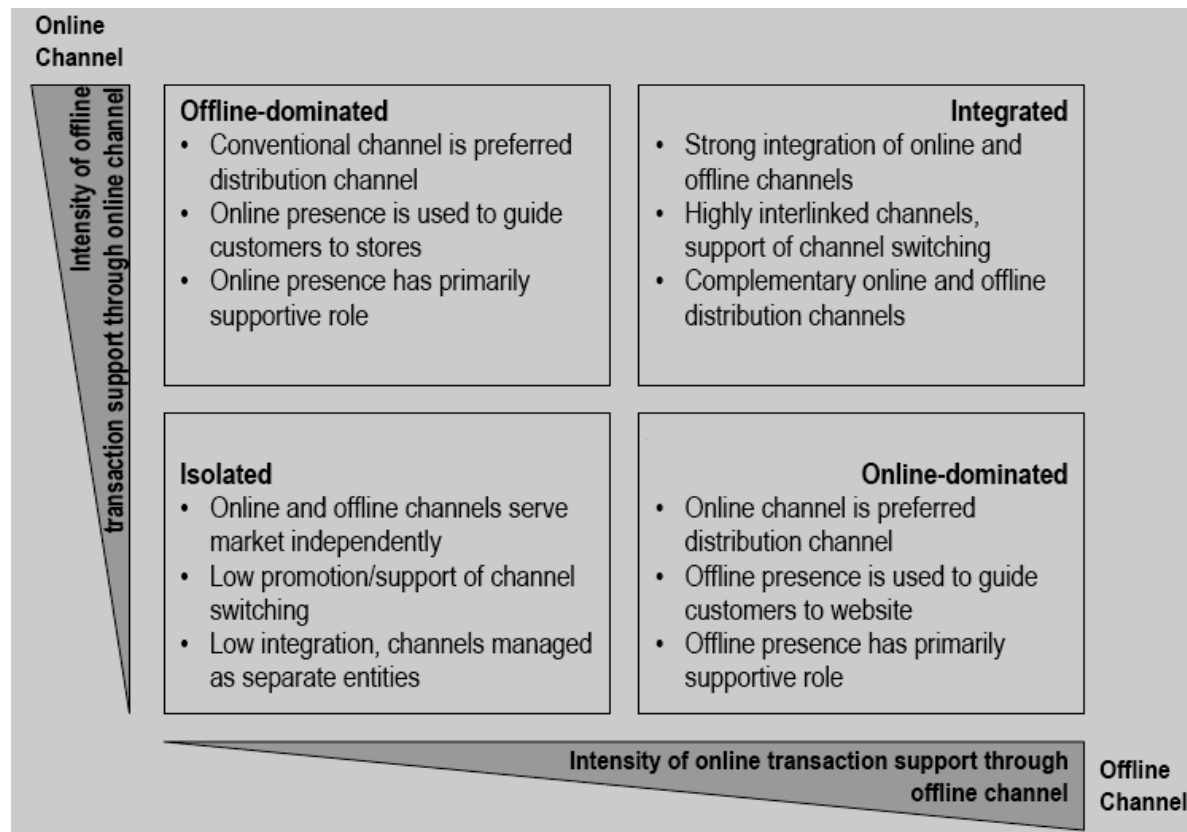 Online
Channel
Intensity of offline
transaction support through online channel
Offline-dominated
• Conventional channel is preferred
distribution channel
• Online presence is used to guide
customers to stores
• Online presence has primarily
supportive role
Integrated
• Strong integration of online and
offline channels
• Highly interlinked channels,
support of channel switching
• Complementary online and offline
distribution channels
Isolated
• Online and offline channels serve
market independently
• Low promotion/support of channel
switching
• Low integration, channels managed
as separate entities
Online-dominated
• Online channel is preferred
distribution channel
• Offline presence is used to guide
customers to website
• Offline presence has primarily
supportive role
Intensity of online transaction support through
offline channel
Offline
Channel